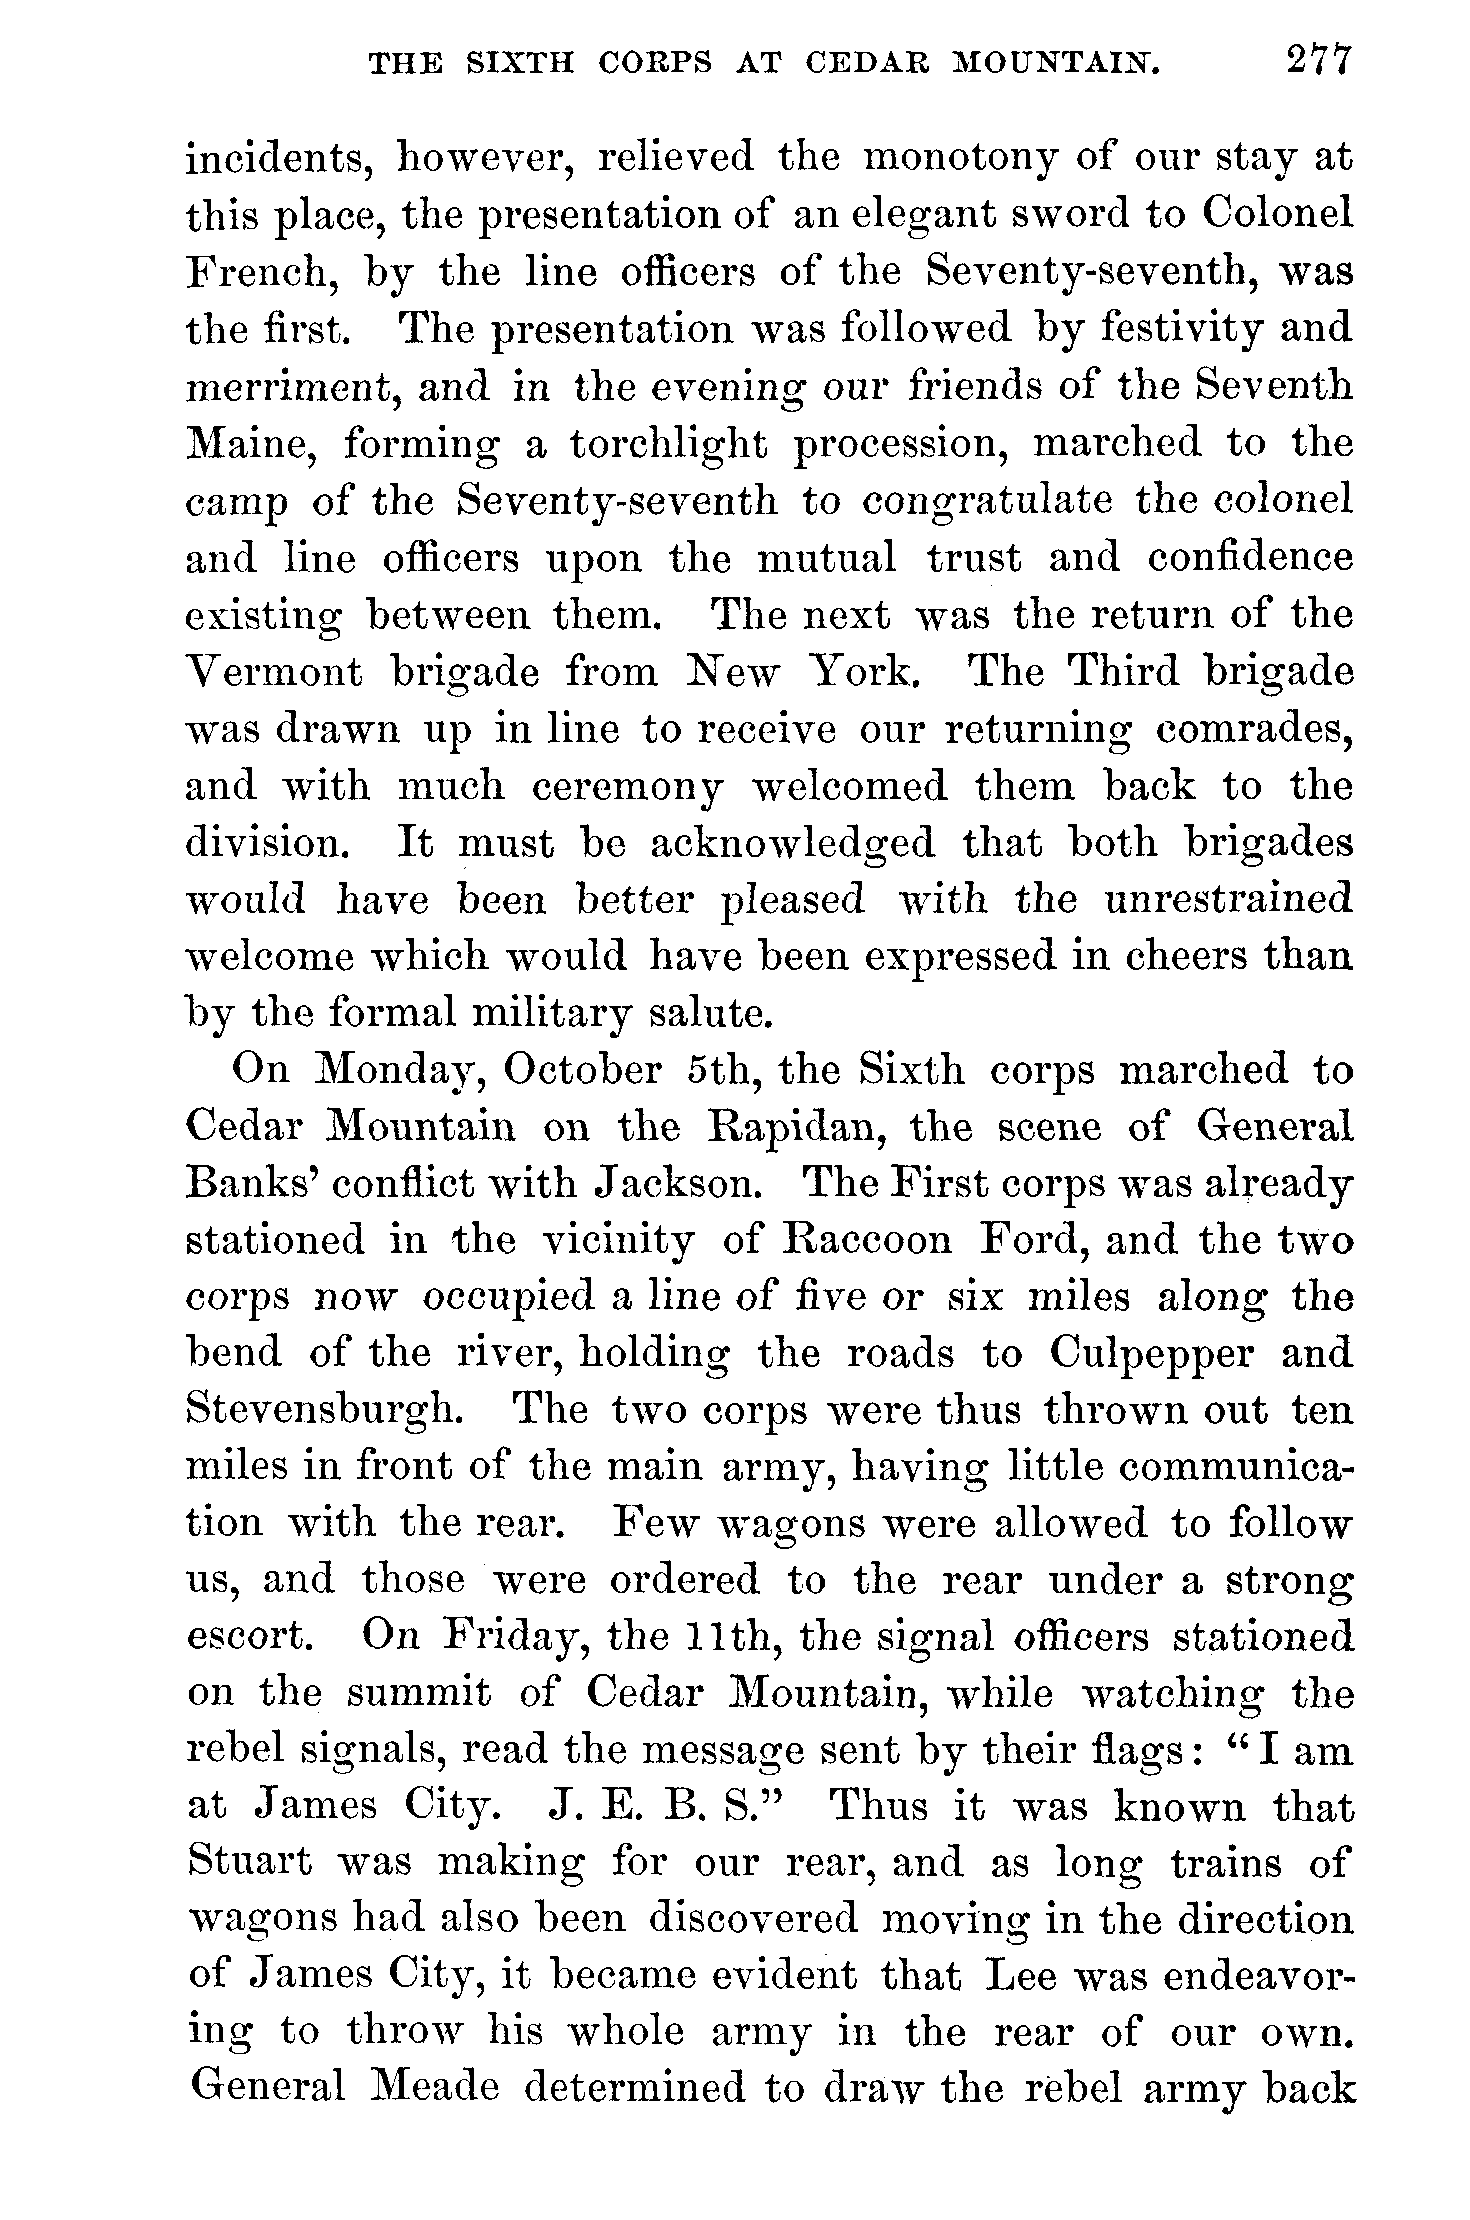 THE SIXTH CORPS AT CEDAR MOUNTAIN. 277
incidents, however, relieved the monotony of our stay at
this place, the presentation of an elegant sword to Colonel
French, by the line officers of the Seventy-seventh, was
the first. The presentation was followed by festivity and
merriment, and in the evening our friends of the Seventh
Maine, forming a torchlight procession, marched to the
camp of the Seventy-seventh to congratulate the colonel
and line officers upon the mutual trust and confidence
existing between them. The next was the return of the
Vermont brigade from New York. The Third brigade
was drawn up in line to receive our returning comrades,
and with much ceremony welcomed them back to the
division. It must be acknowledged that both brigades
would have been better pleased with the unrestrained
welcome which would have been expressed in cheers than
by the formal military salute.
On Monday, October 5th, the Sixth corps marched to
Cedar Mountain on the Rapidan, the scene of General
Banks' conflict with Jackson. The First corps was already
stationed in the vicinity of Raccoon Ford, and the two
corps now occupied a line of five or six miles along the
bend of the river, holding the roads to Culpepper and
Stevensburgh. The two corps were thus thrown out ten
miles in front of the main army, having little communica-
tion with the rear. Few wagons were allowed to follow
us, and those were ordered to the rear under a strong
escort. On Friday, the 11th, the signal officers stationed
on the summit of Cedar Mountain, while watching the
rebel signals, read the message sent by their flags: "I am
at James City. J. E. B. S." Thus it was known that
Stuart was making for our rear, and as long trains of
wagons had also been discovered moving in the direction
of James City, it became evident that Lee was endeavor-
ing to throw his whole army in the rear of our own.
General Meade determined to draw the rebel army back